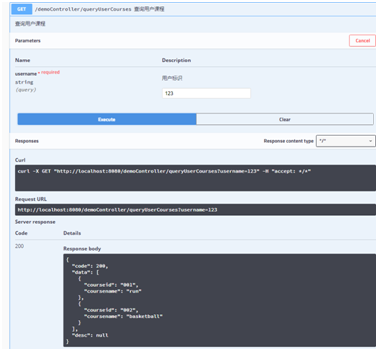 GET /demoController/queryUserCourses 查询用户课程
查询用户课程
Parameters
Cancel
Name Description
username * required
string
(query)
用户标识
123
Execute Clear
Responses Response content type */*
Curl
curl -X GET "http://localhost:8080/demoController/queryUserCourses?username=123" -H "accept: */*"
Request URL
http://localhost:8080/demoController/queryUserCourses?username=123
Server response
Code Details
200
Response body
{
"code": 200,
"data": [
{
"courseid": "001",
"coursename": "run"
},
{
"courseid": "002",
"coursename": "basketball"
}
],
"desc": null
}